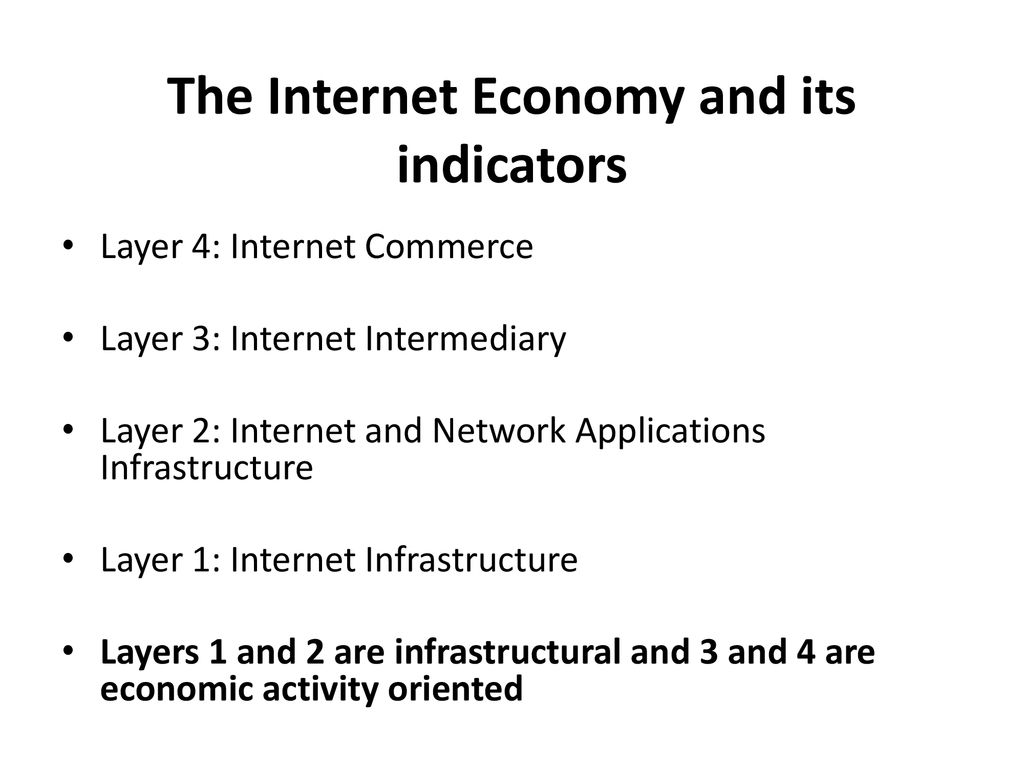 The Internet Economy and its
indicators
• Layer 4: Internet Commerce
• Layer 3: Internet Intermediary
• Layer 2: Internet and Network Applications
Infrastructure
• Layer 1: Internet Infrastructure
• Layers 1 and 2 are infrastructural and 3 and 4 are
economic activity oriented